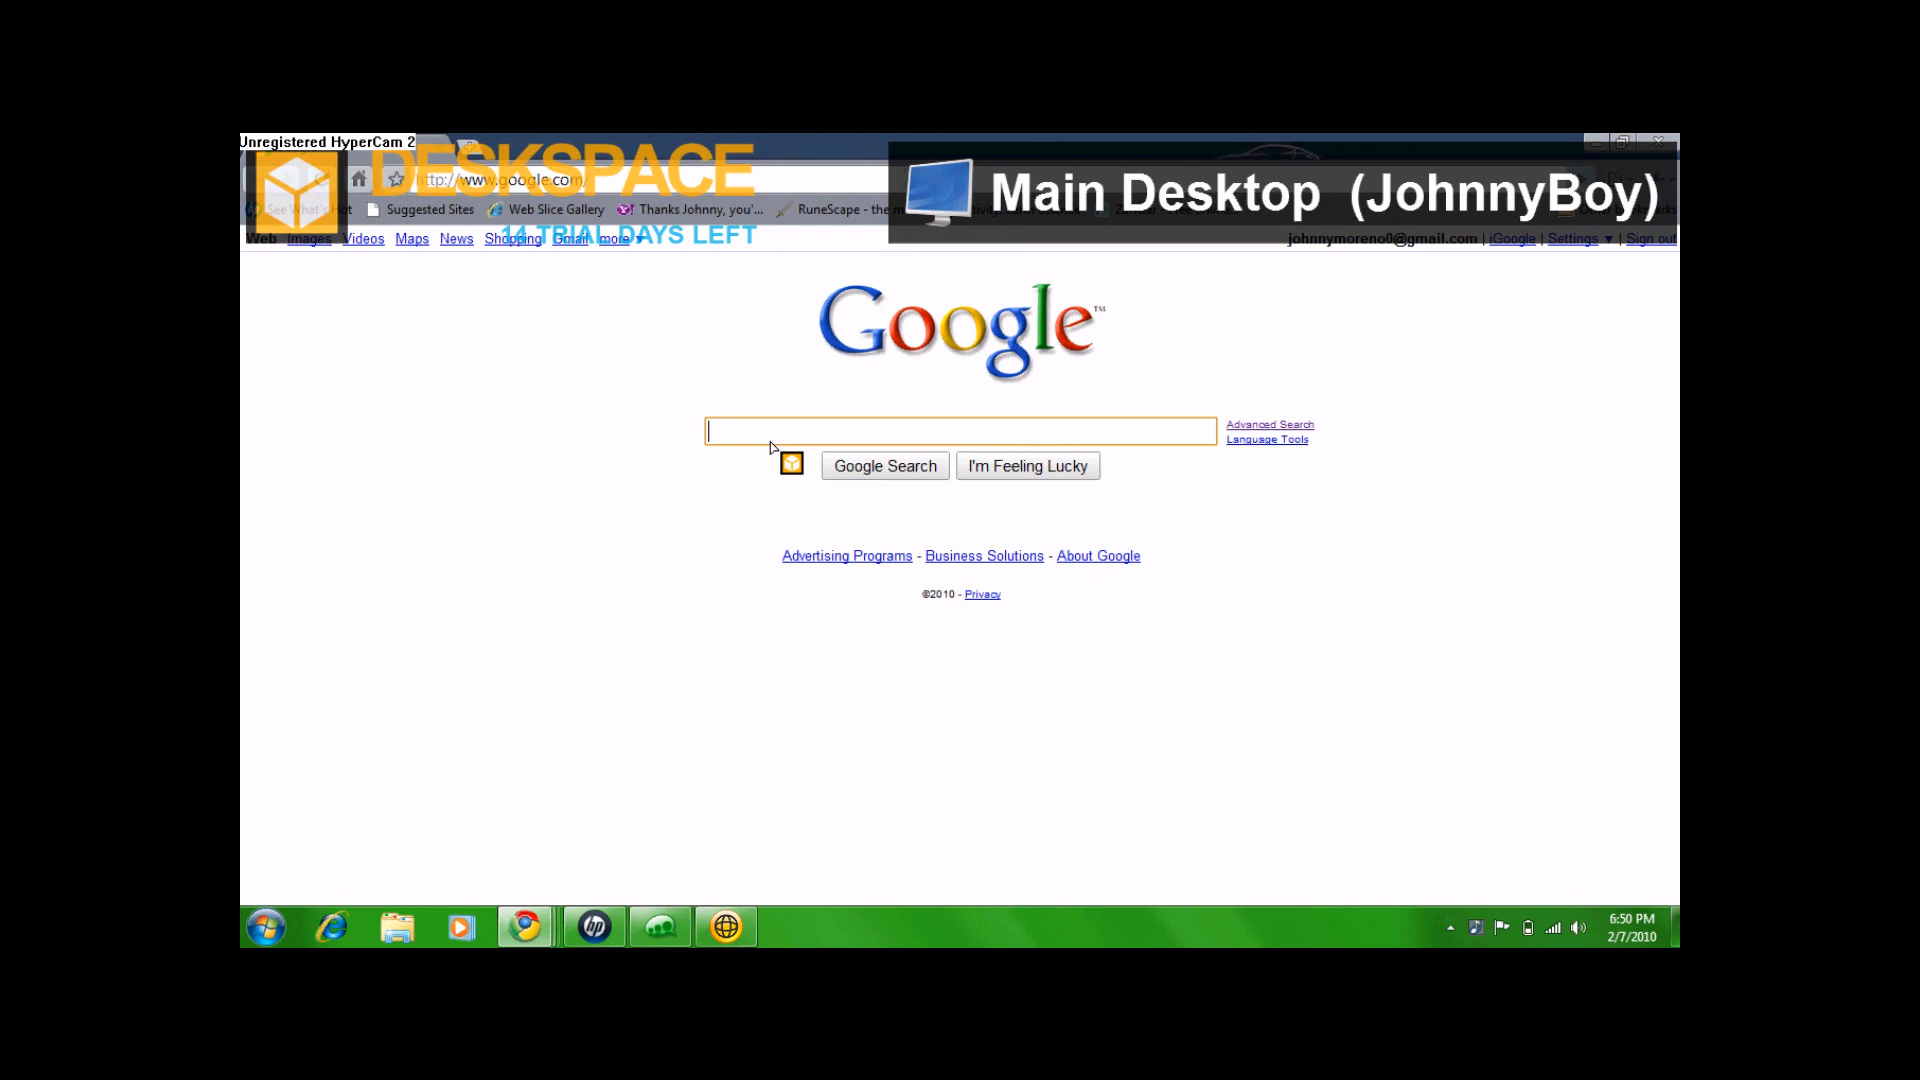 Unregistered HyperCam 2
DESKSPACE
Main Desktop (JohnnyBoy)
http://www.google.com/
See What's Hot Suggested Sites Web Slice Gallery Thanks Johnny, you'... RuneScape - the
14 TRIAL DAYS LEFT
Web Images Videos Maps News Shopping Gmail more ▼
johnnymoreno0@gmail.com | iGoogle | Settings ▼ | Sign out
Google™
Advanced Search
Language Tools
Google Search I'm Feeling Lucky
Advertising Programs - Business Solutions - About Google
©2010 - Privacy
hp
6:50 PM
2/7/2010